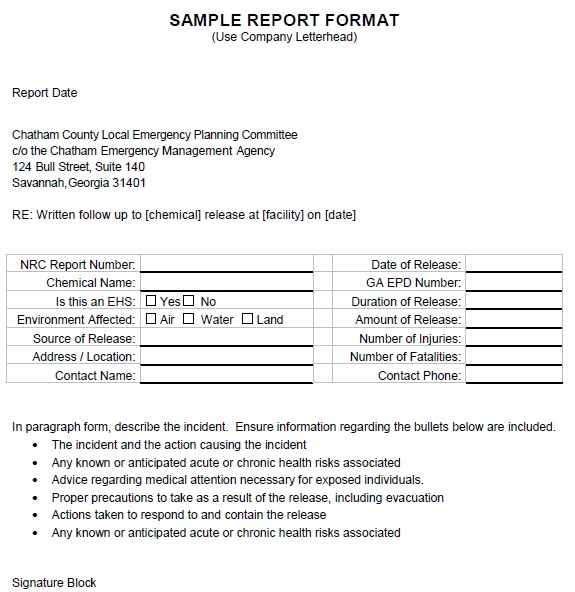 SAMPLE REPORT FORMAT
(Use Company Letterhead)
Report Date
Chatham County Local Emergency Planning Committee
c/o the Chatham Emergency Management Agency
124 Bull Street, Suite 140
Savannah,Georgia 31401
RE: Written follow up to [chemical] release at [facility] on [date]
NRC Report Number: Date of Release:
Chemical Name: GA EPD Number:
Is this an EHS: ☐ Yes ☐ No Duration of Release:
Environment Affected: ☐ Air ☐ Water ☐ Land Amount of Release:
Source of Release: Number of Injuries:
Address / Location: Number of Fatalities:
Contact Name: Contact Phone:
In paragraph form, describe the incident. Ensure information regarding the bullets below are included.
• The incident and the action causing the incident
• Any known or anticipated acute or chronic health risks associated
• Advice regarding medical attention necessary for exposed individuals.
• Proper precautions to take as a result of the release, including evacuation
• Actions taken to respond to and contain the release
• Any known or anticipated acute or chronic health risks associated
Signature Block